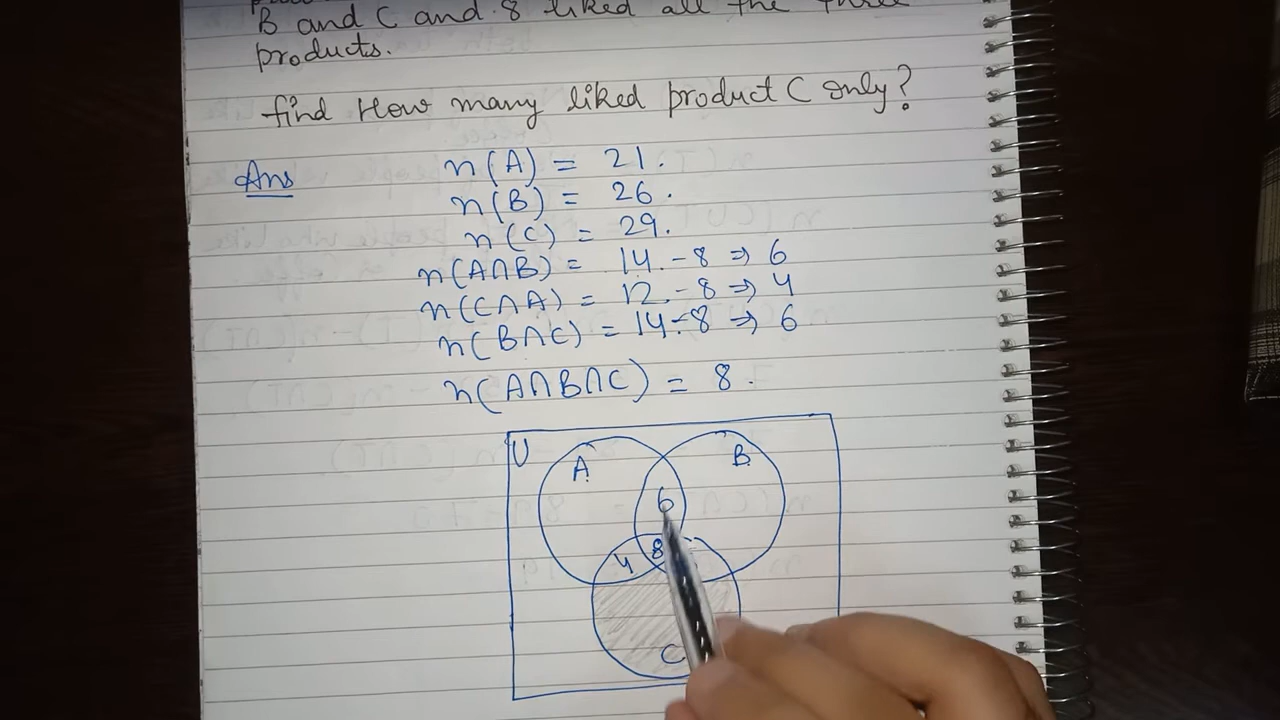 B and C and 8 liked all the three
products.
find How many liked product C only?
Ans
n(A) = 21.
n(B) = 26.
n(C) = 29.
n(A∩B) = 14. - 8 ⇒ 6
n(C∩A) = 12. - 8 ⇒ 4
n(B∩C) = 14 - 8 ⇒ 6
n(A∩B∩C) = 8.
U
A
B
6
4
8
C